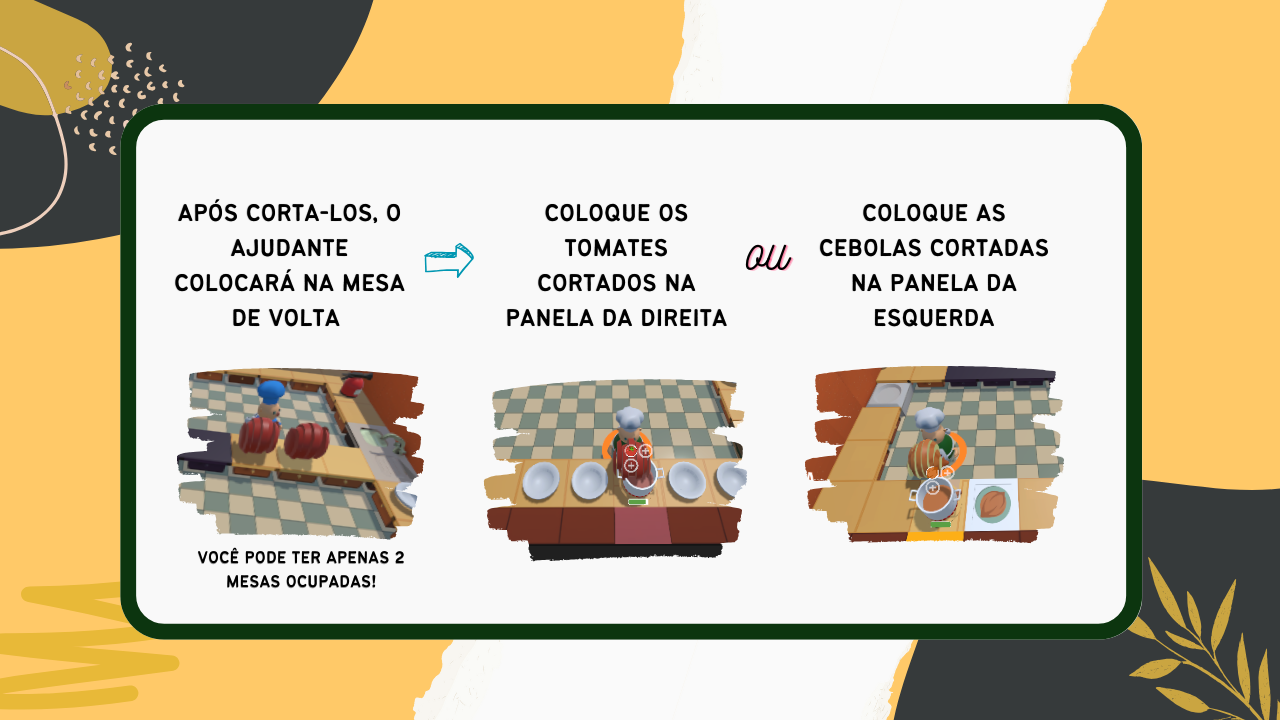 APÓS CORTA-LOS, O
AJUDANTE
COLOCARÁ NA MESA
DE VOLTA
VOCÊ PODE TER APENAS 2
MESAS OCUPADAS!
COLOQUE OS
TOMATES
CORTADOS NA
PANELA DA DIREITA
ou
COLOQUE AS
CEBOLAS CORTADAS
NA PANELA DA
ESQUERDA